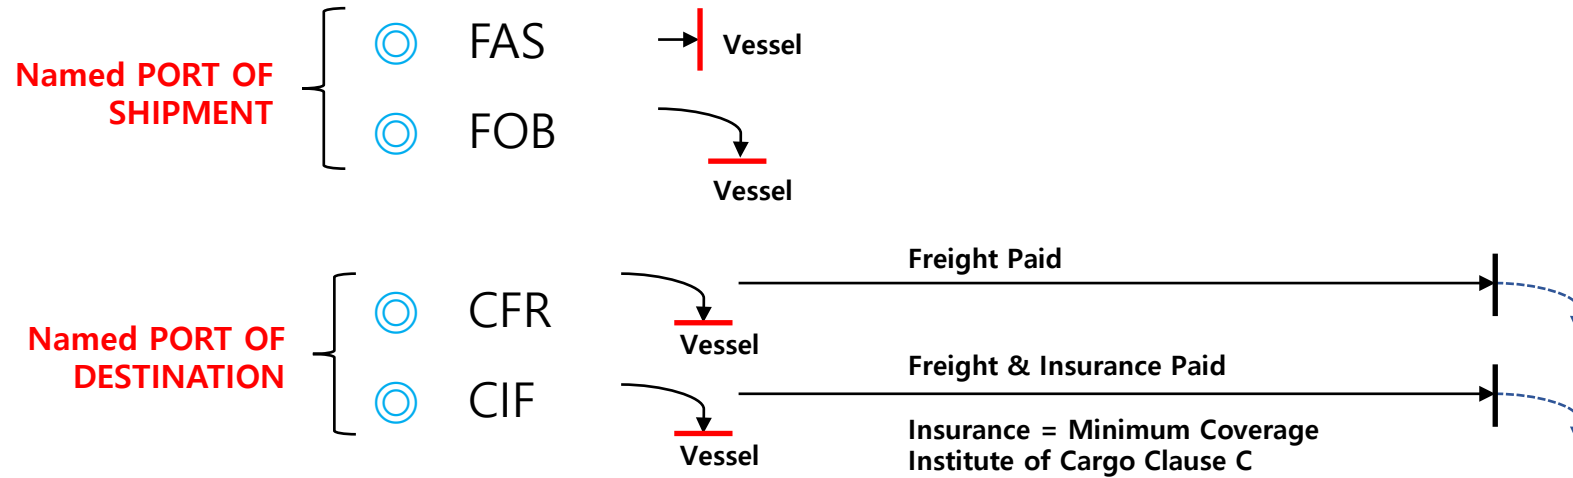 Named PORT OF
SHIPMENT
FAS
Vessel
FOB
Vessel
Named PORT OF
DESTINATION
CFR
Vessel
Freight Paid
CIF
Vessel
Freight & Insurance Paid
Insurance = Minimum Coverage
Institute of Cargo Clause C